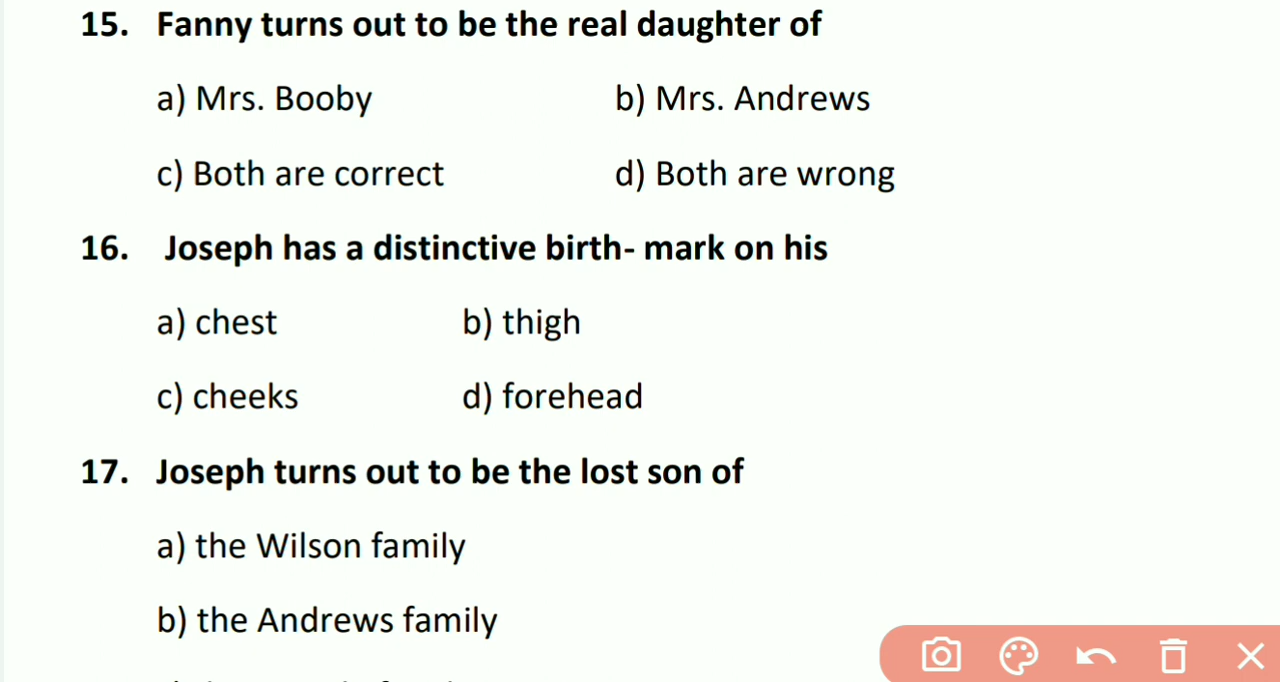 15. Fanny turns out to be the real daughter of
a) Mrs. Booby b) Mrs. Andrews
c) Both are correct d) Both are wrong
16. Joseph has a distinctive birth- mark on his
a) chest b) thigh
c) cheeks d) forehead
17. Joseph turns out to be the lost son of
a) the Wilson family
b) the Andrews family